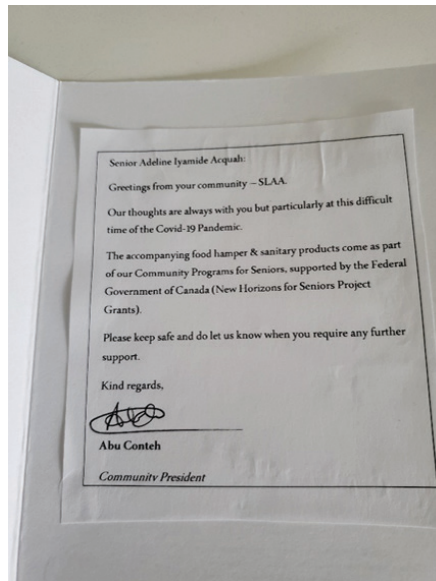 Senior Adeline Iyamide Acquah:
Greetings from your community – SLAA.
Our thoughts are always with you but particularly at this difficult
time of the Covid-19 Pandemic.
The accompanying food hamper & sanitary products come as part
of our Community Programs for Seniors, supported by the Federal
Government of Canada (New Horizons for Seniors Project
Grants).
Please keep safe and do let us know when you require any further
support.
Kind regards,
Abu Conteh
Community President